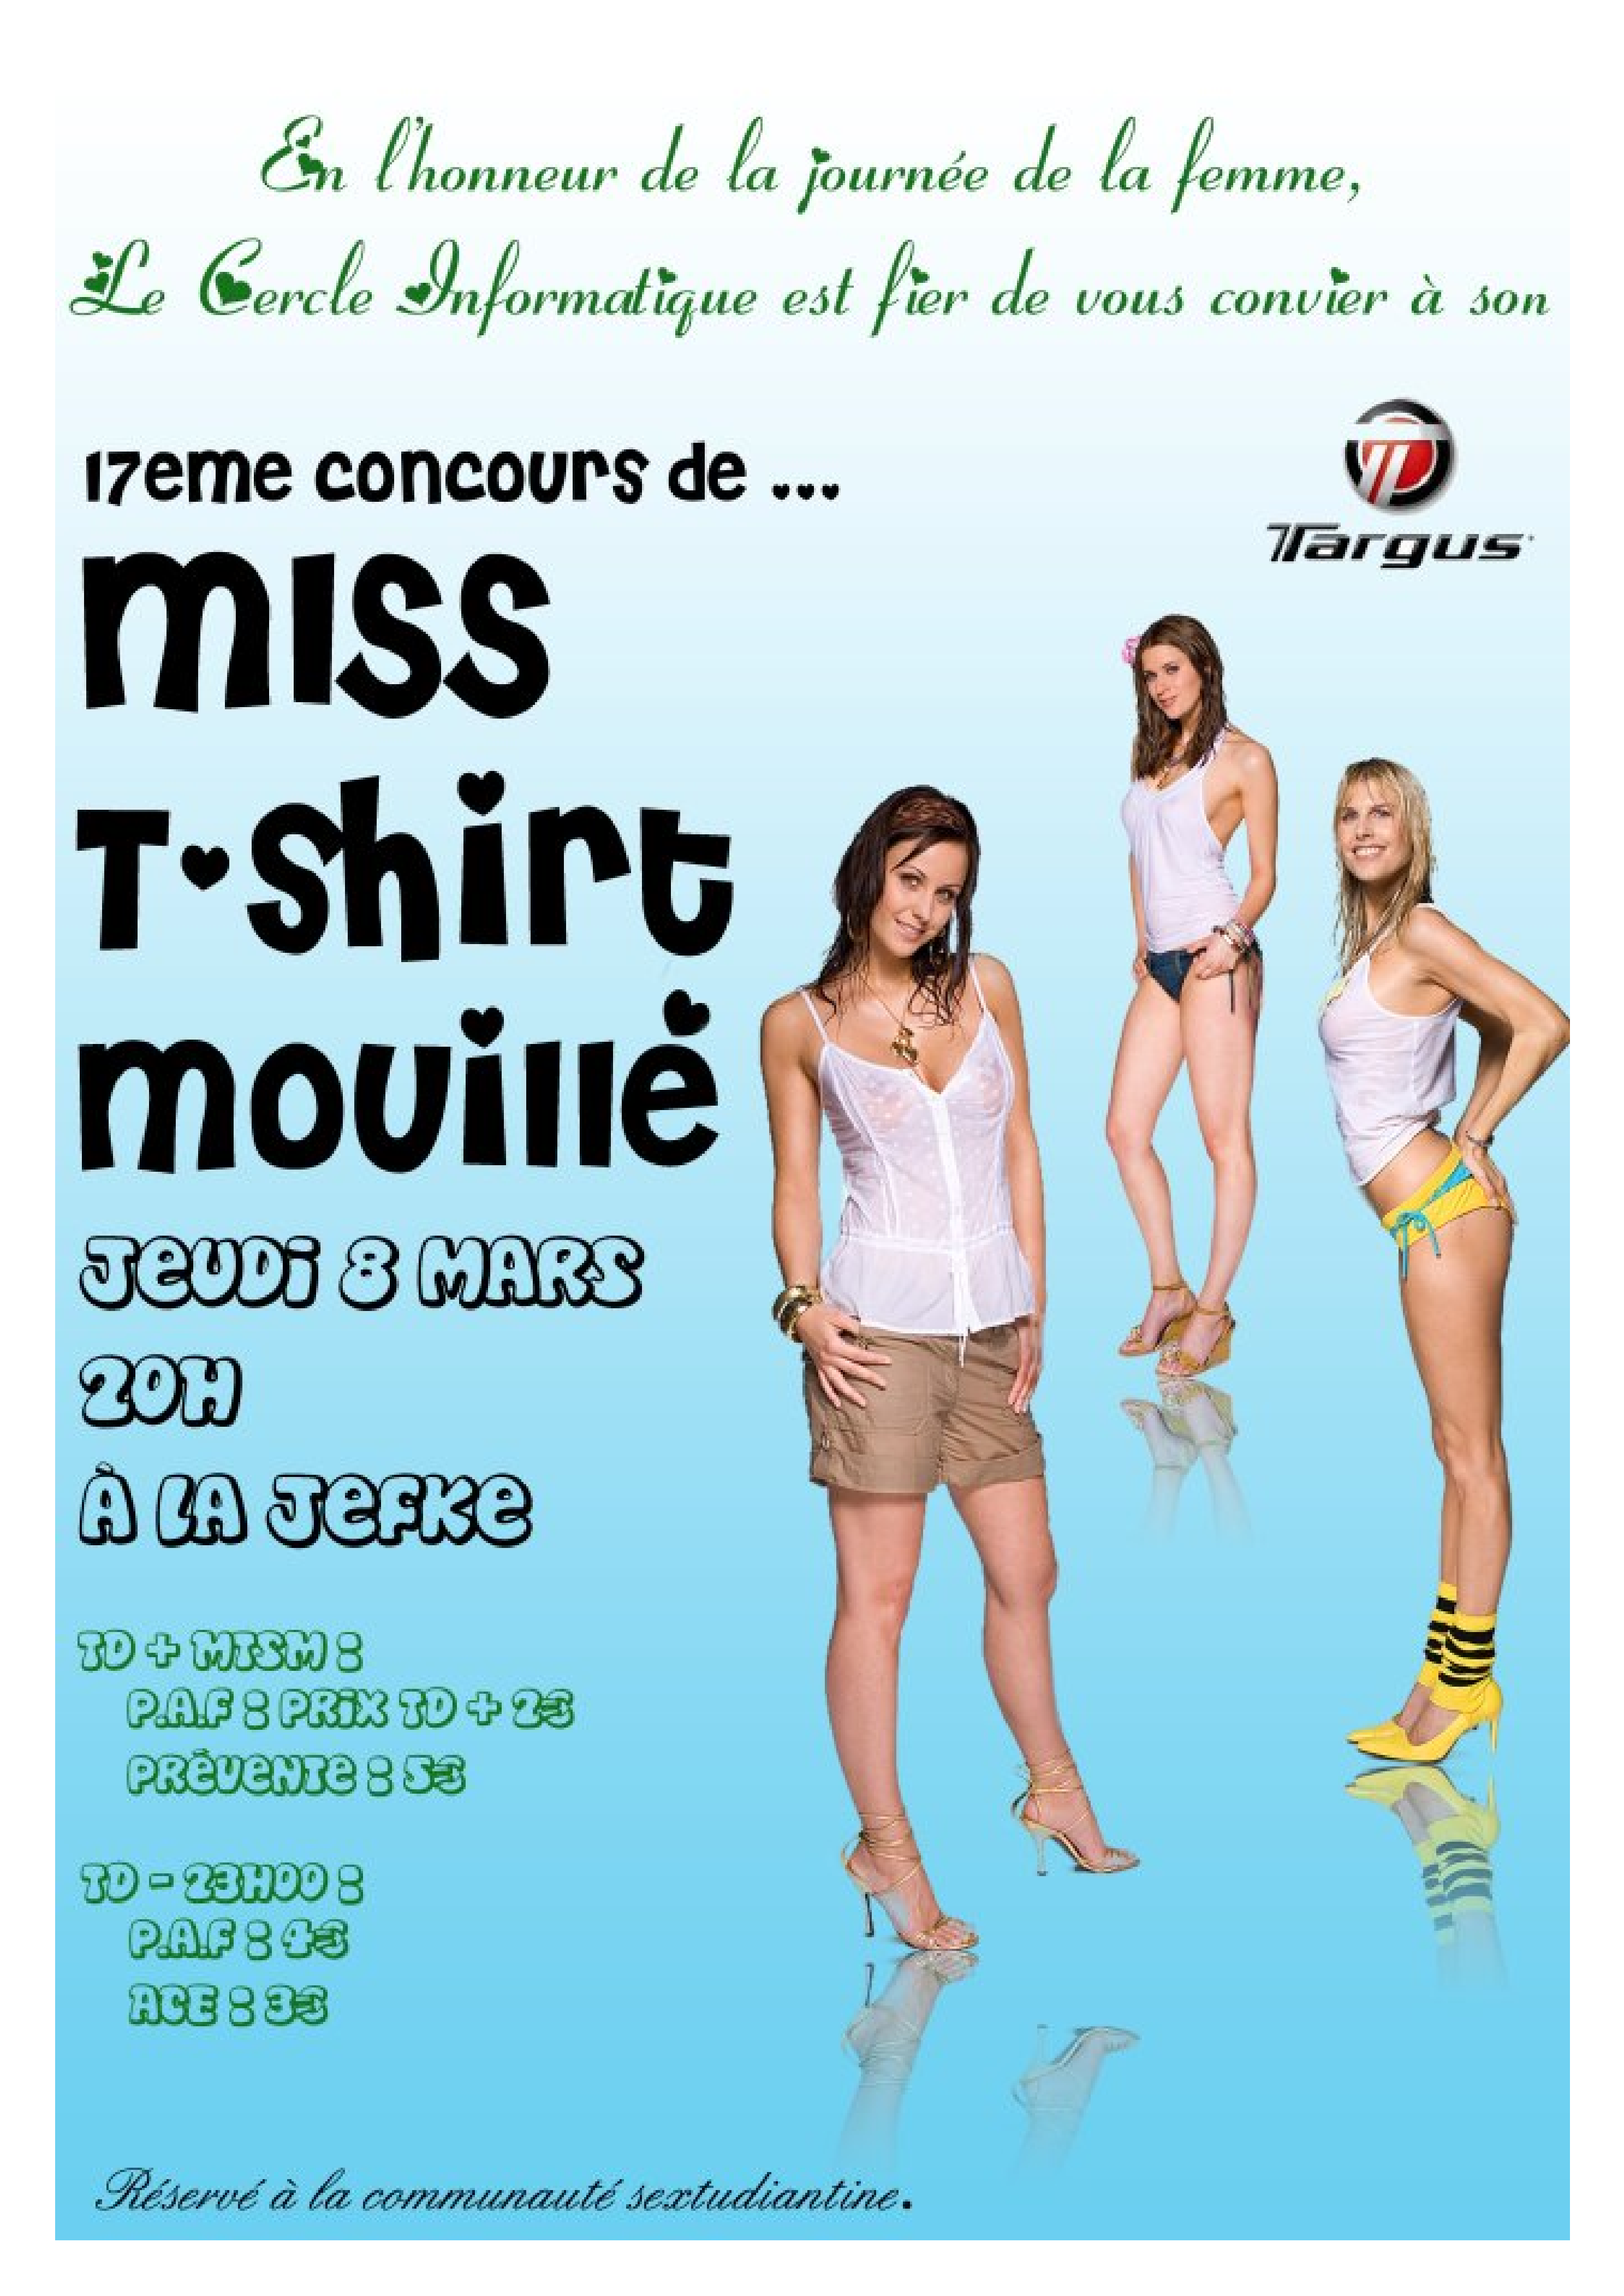 En l'honneur de la journée de la femme,
Le Cercle Informatique est fier de vous convier à son
17eme concours de ...
Targus
Miss
T-Shirt
mouillé
Jeudi 8 Mars
20H
À la Jefke
TD + MTSM :
P.A.F : Prix TD + 2€
Prévente : 5€
TD - 23H00 :
P.A.F : 4€
ACE : 3€
Réservé à la communauté sextudiantine.